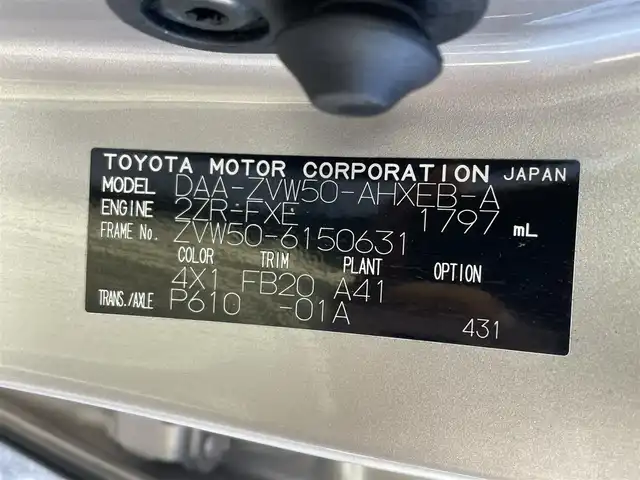 TOYOTA MOTOR CORPORATION JAPAN
MODEL DAA-ZVW50-AHXEB-A
ENGINE 2ZR-FXE 1797 mL
FRAME No. ZVW50-6150631
COLOR TRIM PLANT OPTION
4X1 FB20 A41
TRANS./AXLE P610 -01A
431